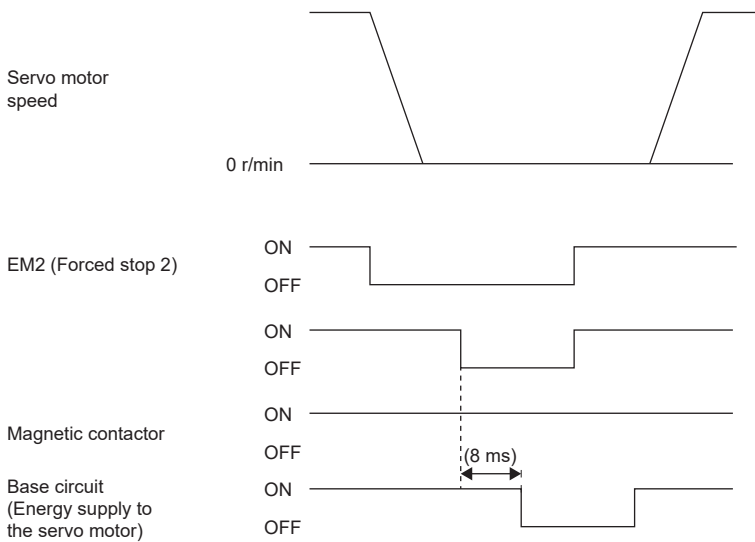 Servo motor
speed
0 r/min
EM2 (Forced stop 2)
ON
OFF
ON
OFF
Magnetic contactor
ON
OFF
(8 ms)
Base circuit
(Energy supply to
the servo motor)
ON
OFF